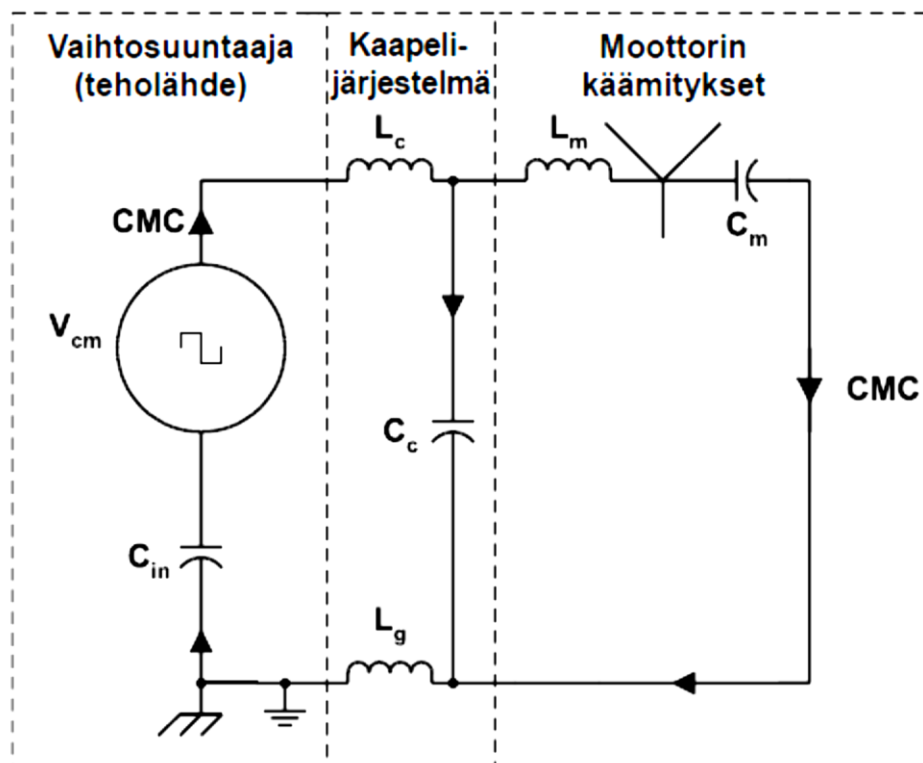 Vaihtosuuntaaja
(teholähde)
Kaapeli-
järjestelmä
Moottorin
käämitykset
L_c
L_m
CMC
C_m
V_cm
CMC
C_c
C_in
L_g